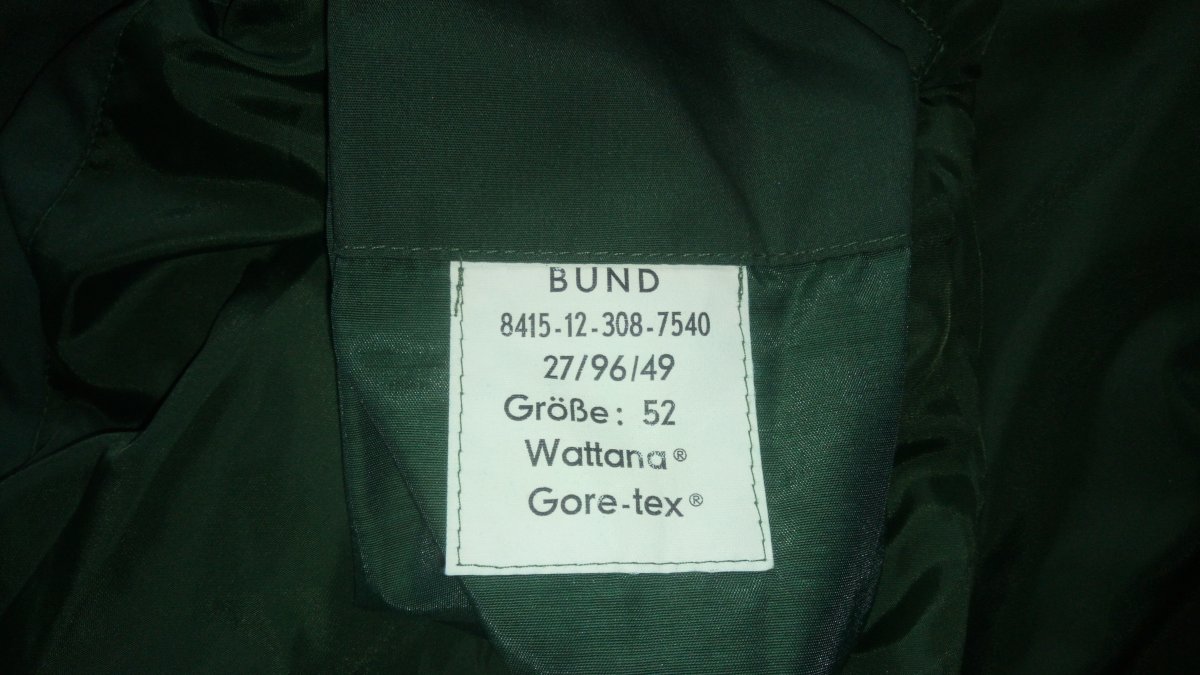 BUND
8415-12-308-7540
27/96/49
Größe: 52
Wattana®
Gore-tex®